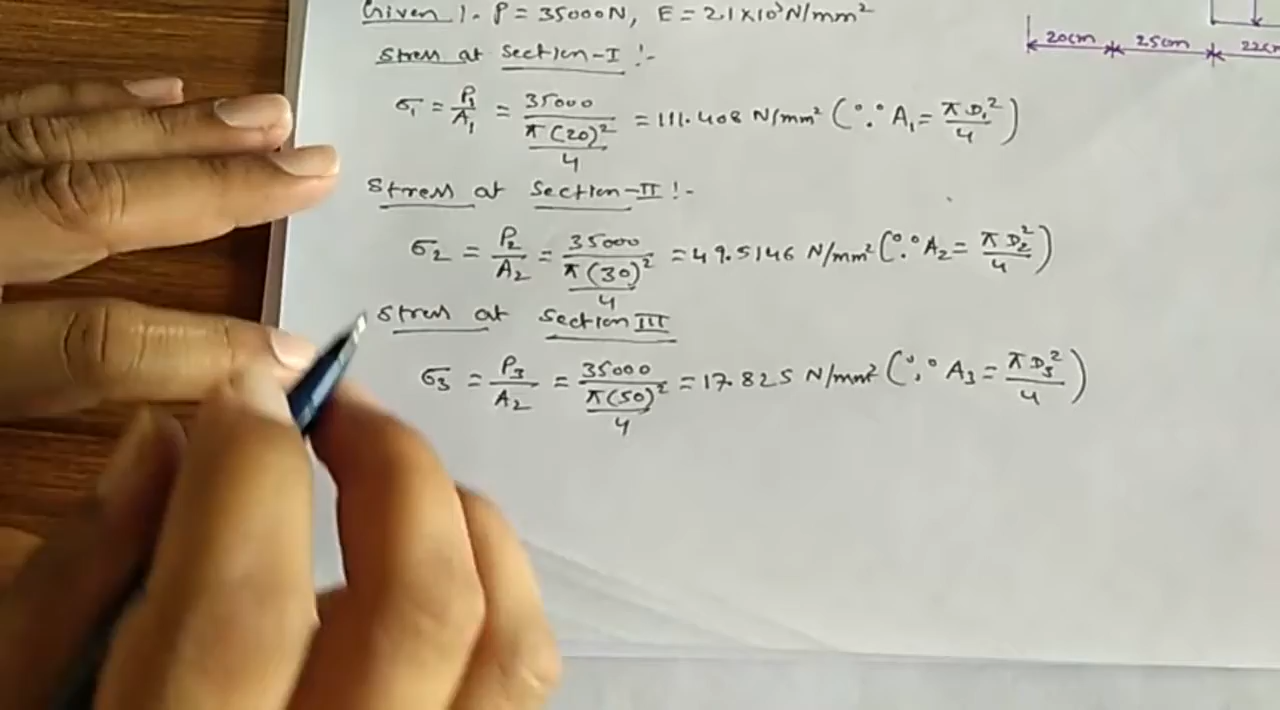 Given :- P = 35000N, E = 2.1×10⁵N/mm²
20cm 25cm 22cm
Stress at Section-I :-
σ₁ = P₁/A₁ = 35000/(π(20)²/4) = 111.408 N/mm² (∵ A₁ = πD₁²/4)
Stress at Section-II :-
σ₂ = P₂/A₂ = 35000/(π(30)²/4) = 49.5146 N/mm² (∵ A₂ = πD₂²/4)
Stress at Section III
σ₃ = P₃/A₂ = 35000/(π(50)²/4) = 17.825 N/mm² (∵ A₃ = πD₃²/4)